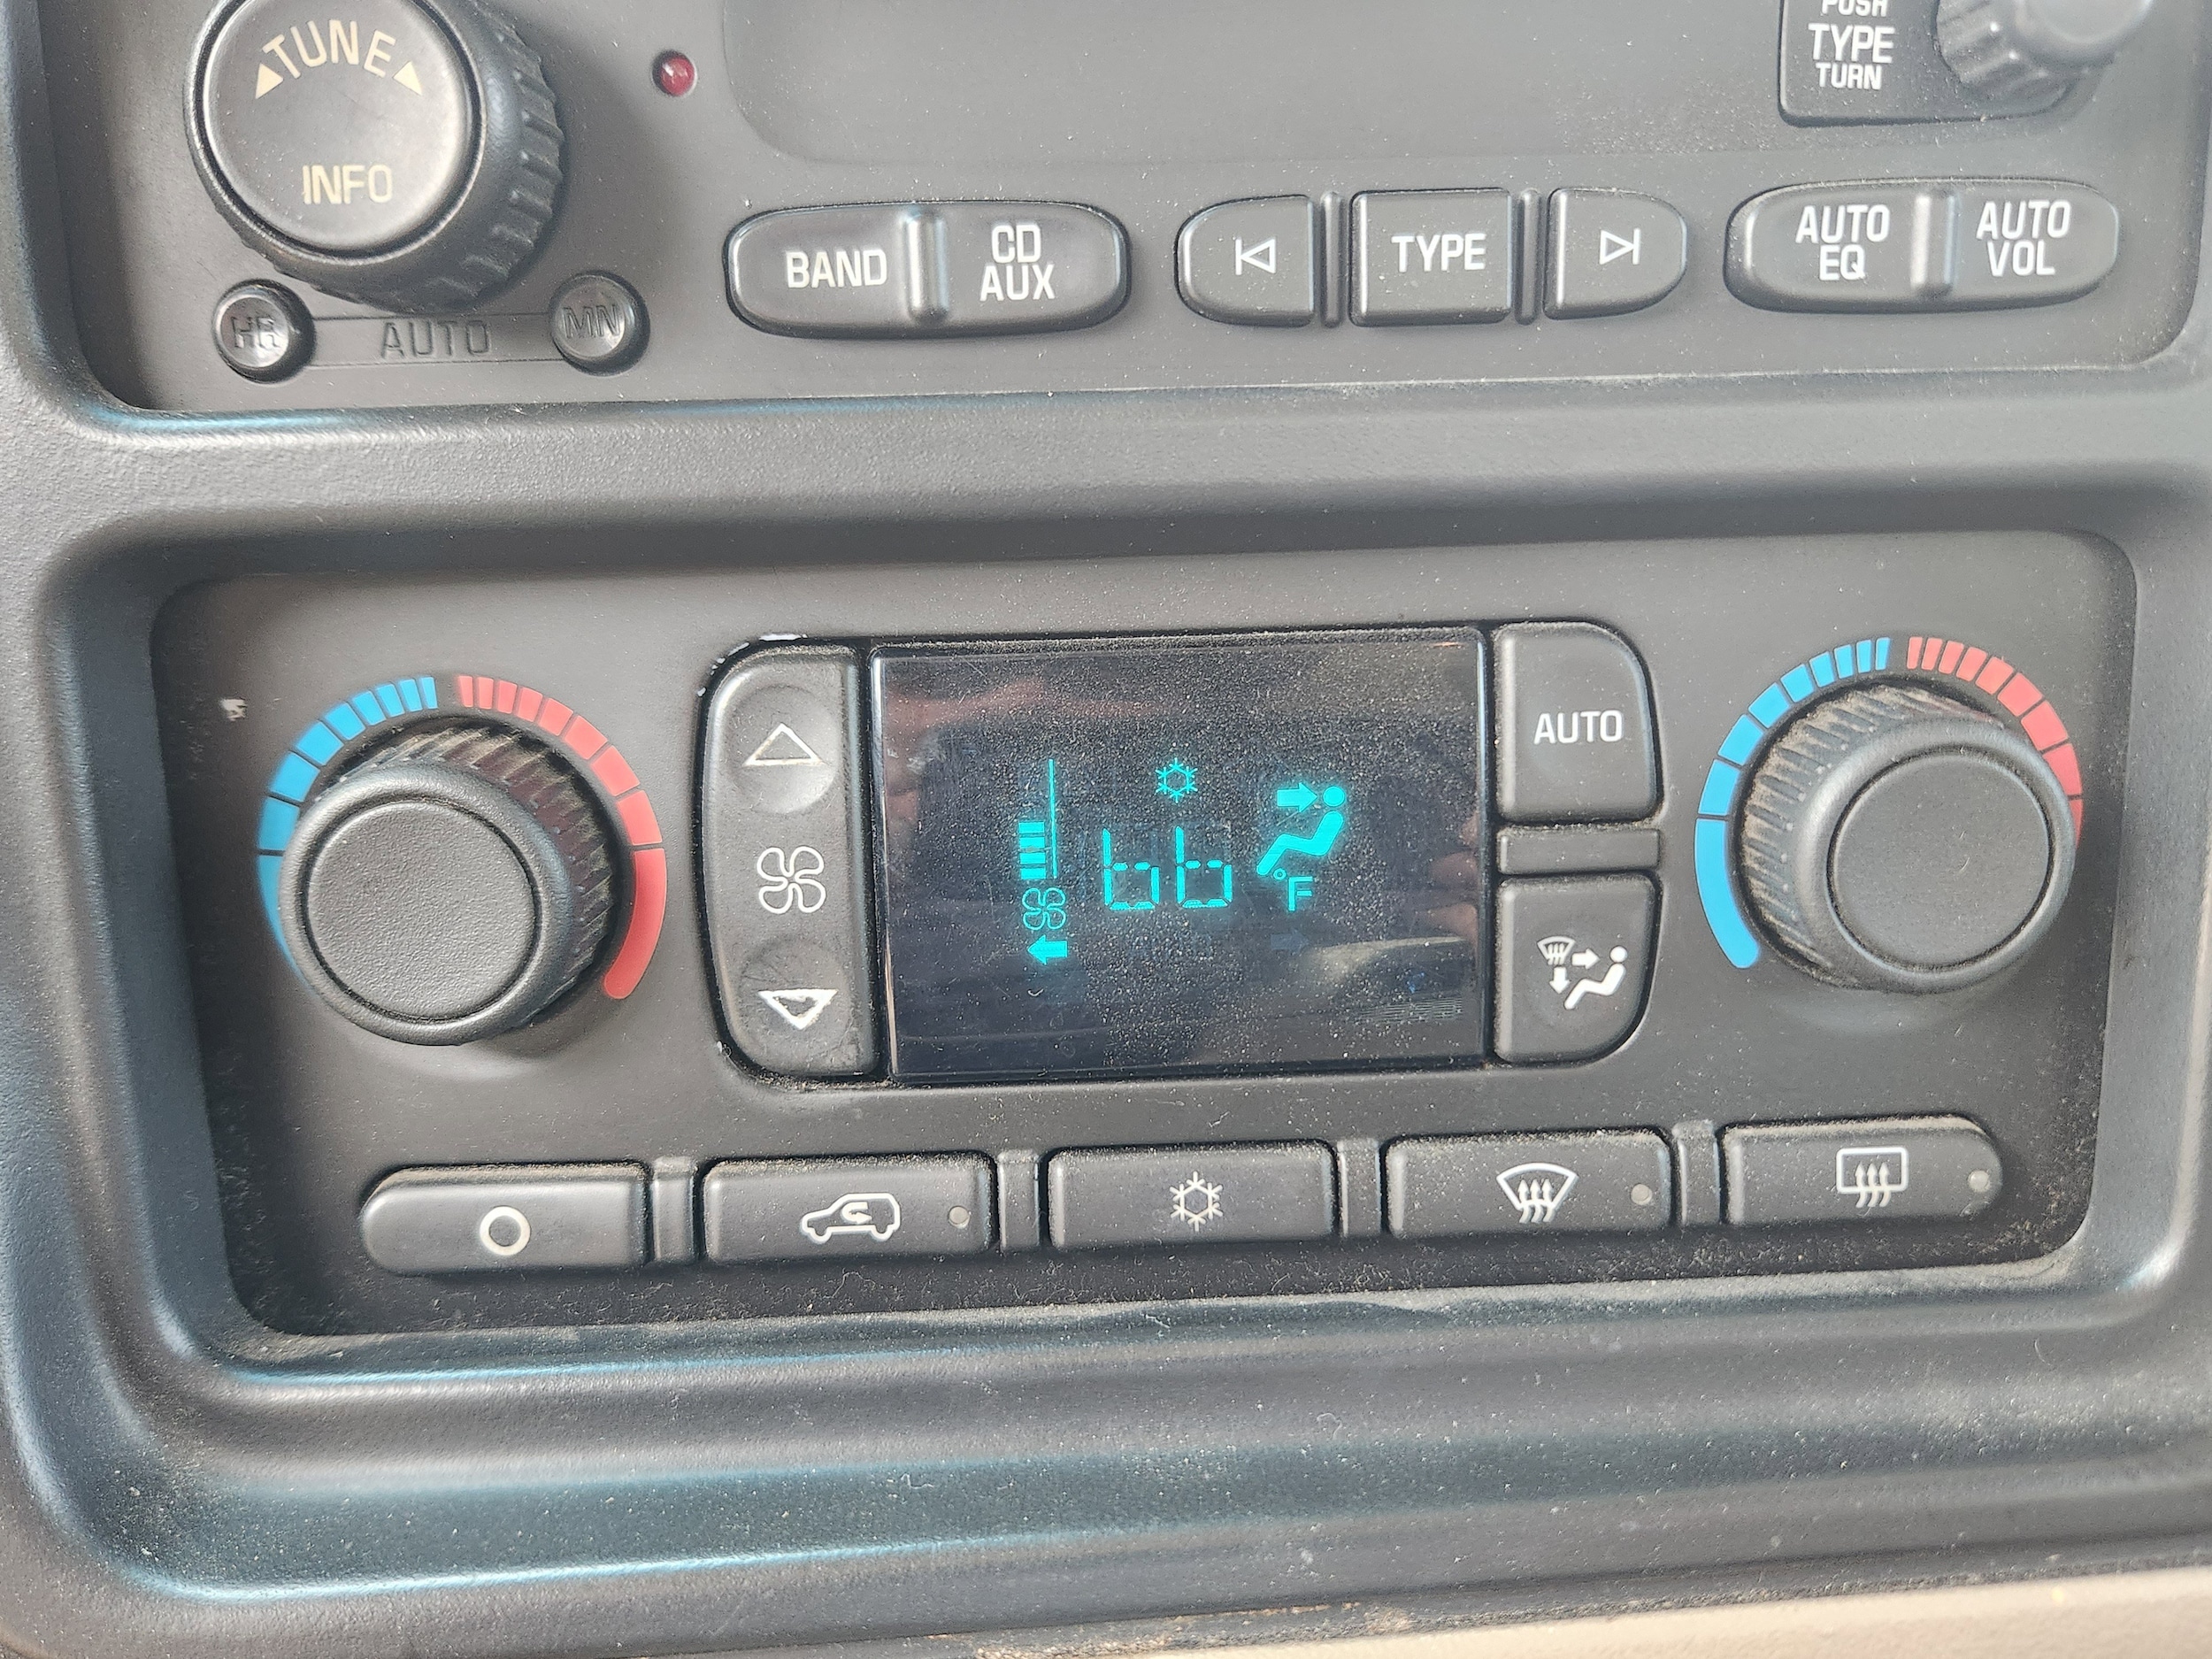 TUNE
INFO
HR AUTO MN
BAND
CD
AUX
TYPE
AUTO
EQ
AUTO
VOL
PUSH
TYPE
TURN
66 °F
AUTO